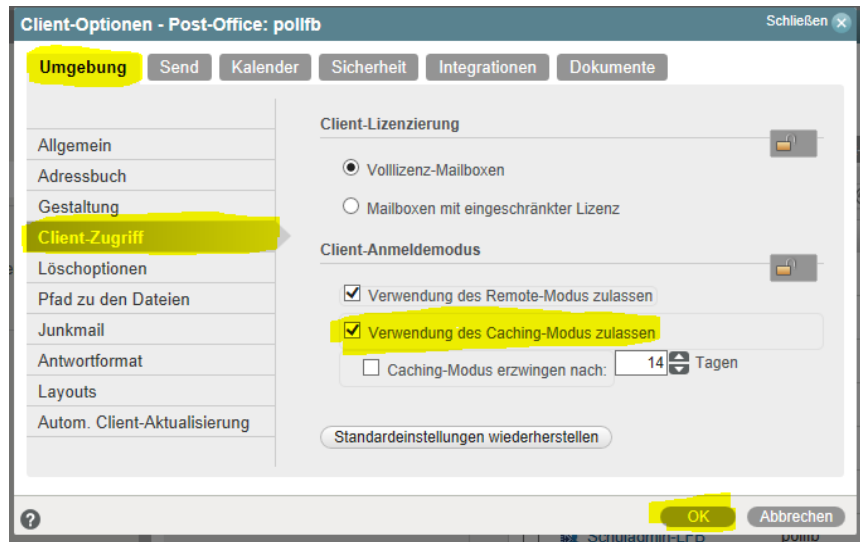 Client-Optionen - Post-Office: pollfb
Schließen
Umgebung Send Kalender Sicherheit Integrationen Dokumente
Allgemein
Adressbuch
Gestaltung
Client-Zugriff
Löschoptionen
Pfad zu den Dateien
Junkmail
Antwortformat
Layouts
Autom. Client-Aktualisierung
Client-Lizenzierung
Volllizenz-Mailboxen
Mailboxen mit eingeschränkter Lizenz
Client-Anmeldemodus
Verwendung des Remote-Modus zulassen
Verwendung des Caching-Modus zulassen
Caching-Modus erzwingen nach: 14 Tagen
Standardeinstellungen wiederherstellen
?
OK Abbrechen
Schuladmin-LFB pollfb